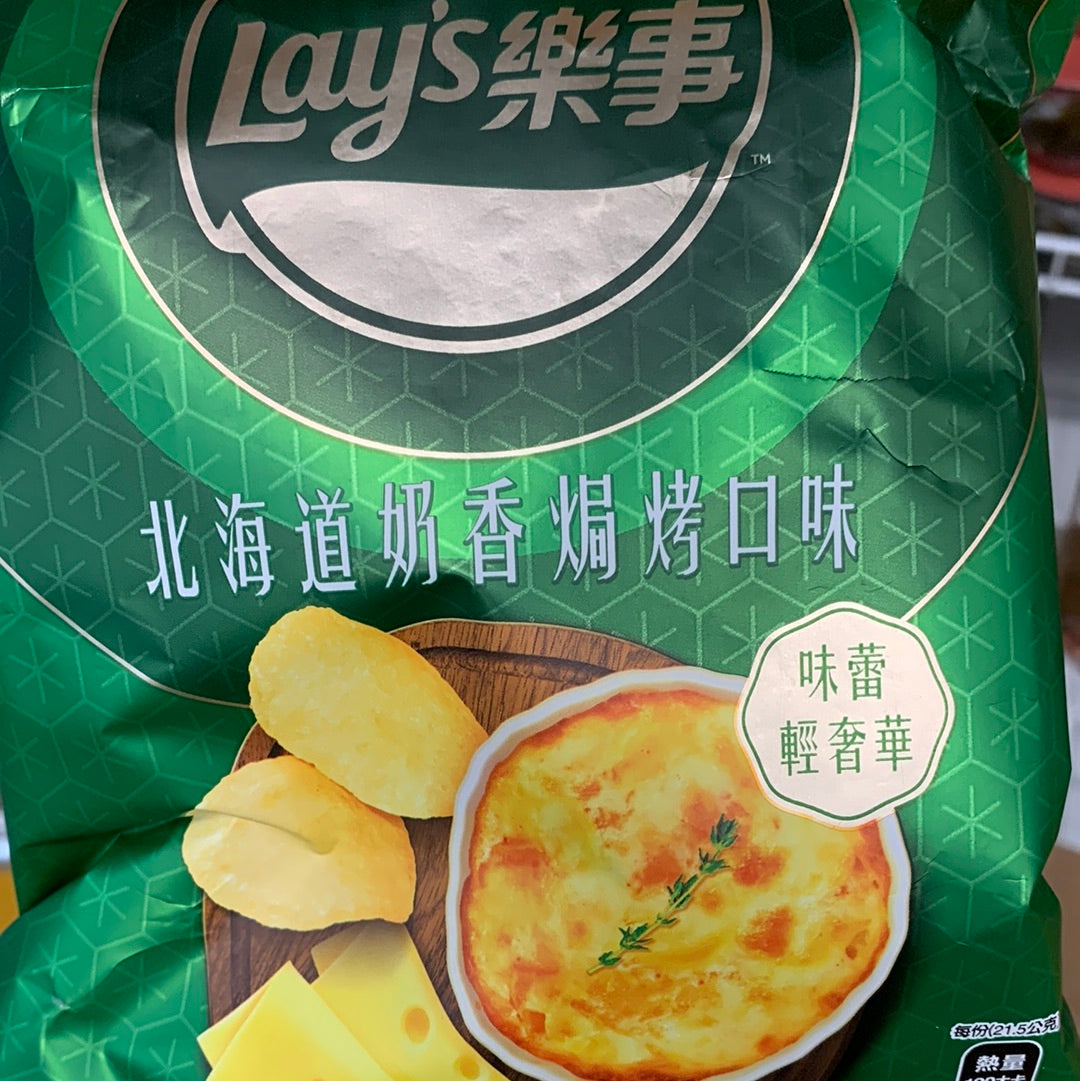 Lay's樂事
TM
北海道奶香焗烤口味
味蕾
輕奢華
每份(21.5公克
熱量